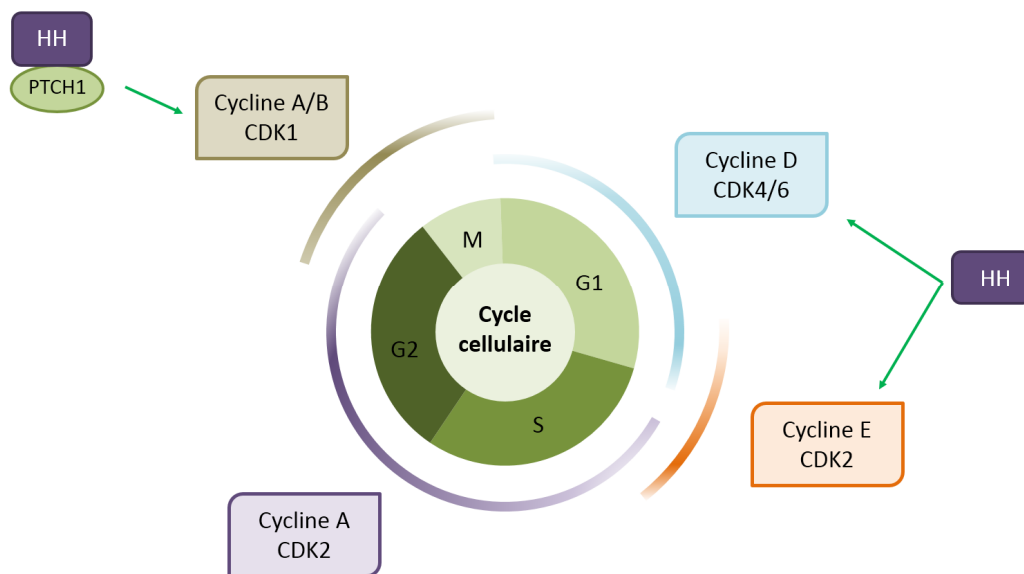 HH
PTCH1
Cycline A/B
CDK1
Cycline D
CDK4/6
M
G1
HH
Cycle
cellulaire
G2
S
Cycline E
CDK2
Cycline A
CDK2